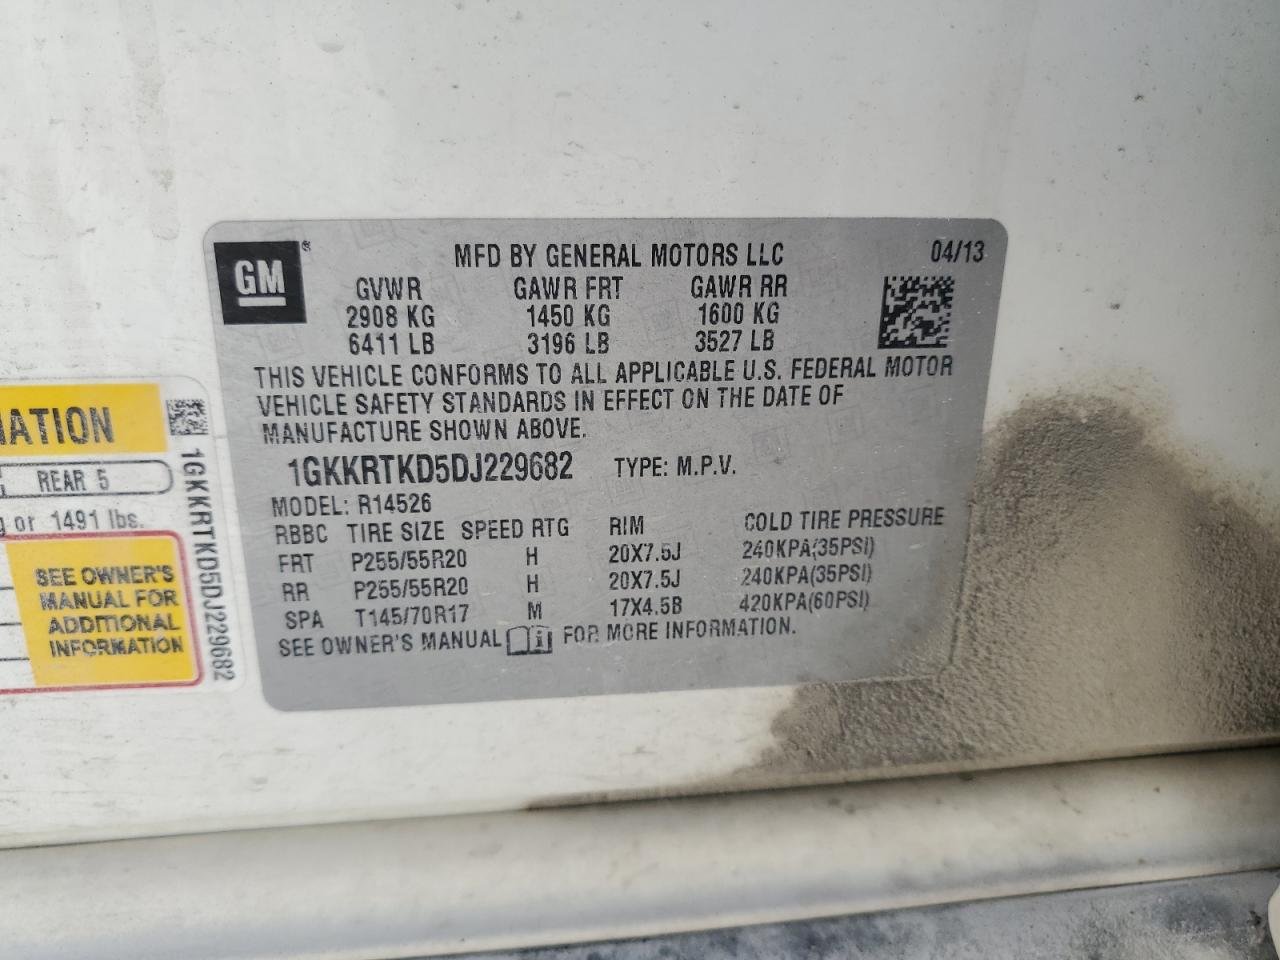 GM
MFD BY GENERAL MOTORS LLC 04/13
GVWR GAWR FRT GAWR RR
2908 KG 1450 KG 1600 KG
6411 LB 3196 LB 3527 LB
THIS VEHICLE CONFORMS TO ALL APPLICABLE U.S. FEDERAL MOTOR
VEHICLE SAFETY STANDARDS IN EFFECT ON THE DATE OF
MANUFACTURE SHOWN ABOVE.
1GKKRTKD5DJ229682 TYPE: M.P.V.
MODEL: R14526
RBBC TIRE SIZE SPEED RTG RIM COLD TIRE PRESSURE
FRT P255/55R20 H 20X7.5J 240KPA(35PSI)
RR P255/55R20 H 20X7.5J 240KPA(35PSI)
SPA T145/70R17 M 17X4.5B 420KPA(60PSI)
SEE OWNER'S MANUAL FOR MORE INFORMATION.
REAR 5
or 1491 lbs.
SEE OWNER'S
MANUAL FOR
ADDITIONAL
INFORMATION
1GKKRTKD5DJ229682